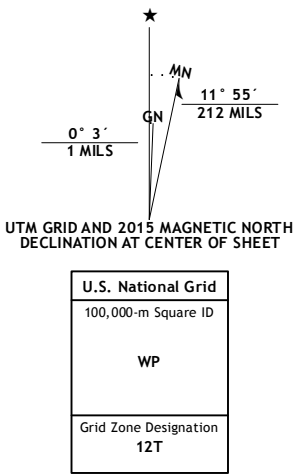 ★
MN
11° 55´
212 MILS
GN
0° 3´
1 MILS
UTM GRID AND 2015 MAGNETIC NORTH
DECLINATION AT CENTER OF SHEET
U.S. National Grid
100,000-m Square ID
WP
Grid Zone Designation
12T